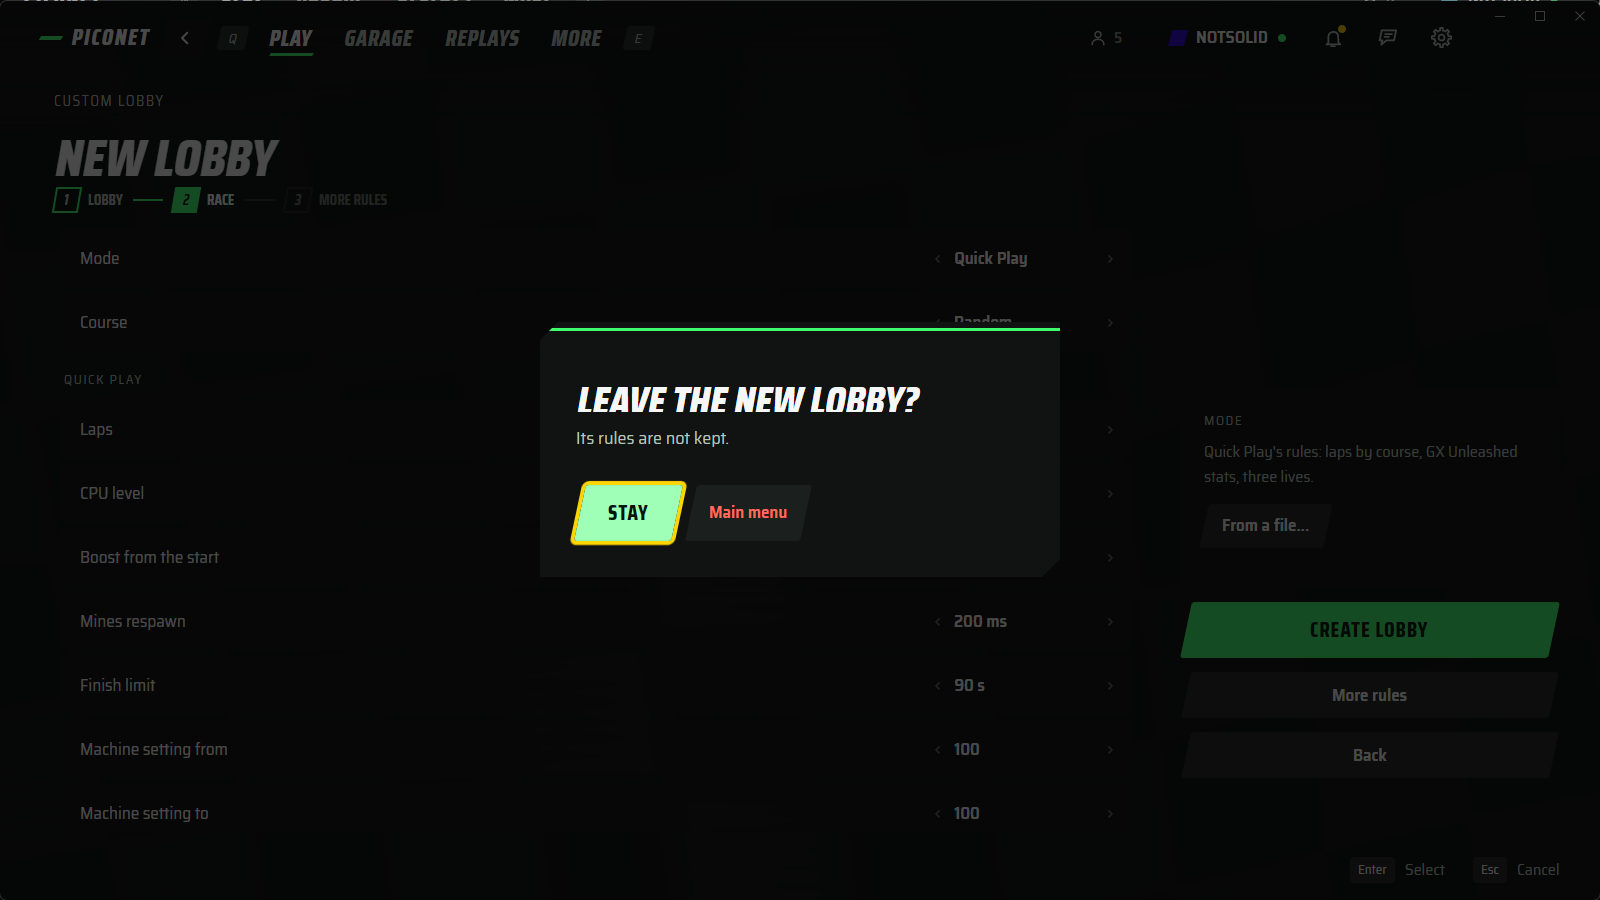 PICONET
Q
PLAY
GARAGE
REPLAYS
MORE
E
5
NOTSOLID
CUSTOM LOBBY
NEW LOBBY
1 LOBBY
2 RACE
3 MORE RULES
Mode
Quick Play
Course
Random
QUICK PLAY
Laps
CPU level
Boost from the start
Mines respawn
200 ms
Finish limit
90 s
Machine setting from
100
Machine setting to
100
LEAVE THE NEW LOBBY?
Its rules are not kept.
STAY
Main menu
MODE
Quick Play's rules: laps by course, GX Unleashed
stats, three lives.
From a file...
CREATE LOBBY
More rules
Back
Enter Select
Esc Cancel